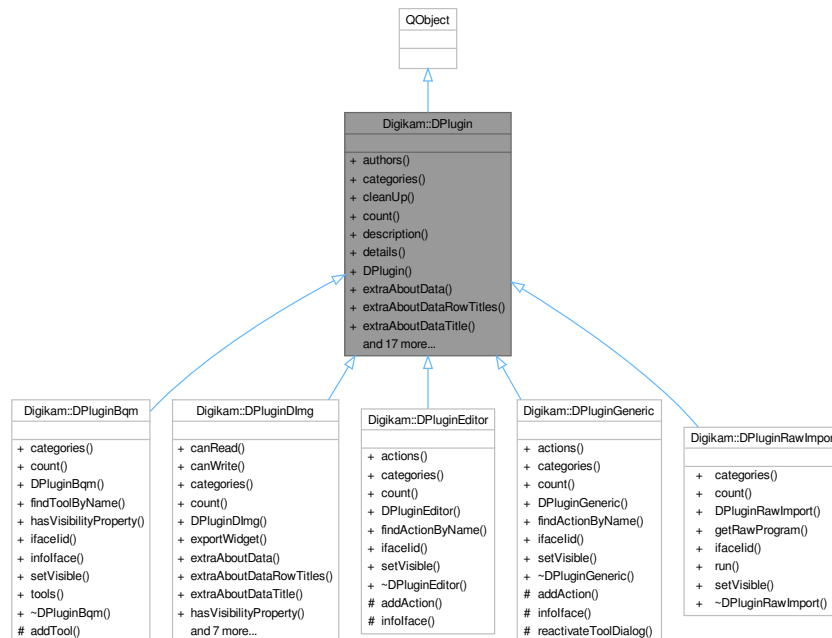 QObject
Digikam::DPlugin
+ authors()
+ categories()
+ cleanUp()
+ count()
+ description()
+ details()
+ DPlugin()
+ extraAboutData()
+ extraAboutDataRowTitles()
+ extraAboutDataTitle()
and 17 more...
Digikam::DPluginBqm
+ categories()
+ count()
+ DPluginBqm()
+ findToolByName()
+ hasVisibilityProperty()
+ ifaceIid()
+ infoIface()
+ setVisible()
+ tools()
+ ~DPluginBqm()
# addTool()
Digikam::DPluginDImg
+ canRead()
+ canWrite()
+ categories()
+ count()
+ DPluginDImg()
+ exportWidget()
+ extraAboutData()
+ extraAboutDataRowTitles()
+ extraAboutDataTitle()
+ hasVisibilityProperty()
and 7 more...
Digikam::DPluginEditor
+ actions()
+ categories()
+ count()
+ DPluginEditor()
+ findActionByName()
+ ifaceIid()
+ setVisible()
+ ~DPluginEditor()
# addAction()
# infoIface()
Digikam::DPluginGeneric
+ actions()
+ categories()
+ count()
+ DPluginGeneric()
+ findActionByName()
+ ifaceIid()
+ setVisible()
+ ~DPluginGeneric()
# addAction()
# infoIface()
# reactivateToolDialog()
Digikam::DPluginRawImport
+ categories()
+ count()
+ DPluginRawImport()
+ getRawProgram()
+ ifaceIid()
+ run()
+ setVisible()
+ ~DPluginRawImport()